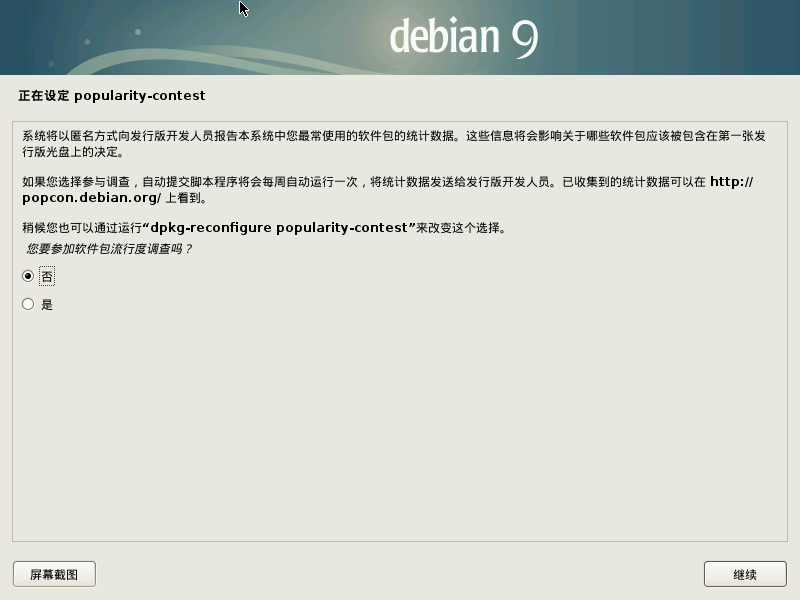 debian 9
正在设定 popularity-contest
系统将以匿名方式向发行版开发人员报告本系统中您最常使用的软件包的统计数据。这些信息将会影响关于哪些软件包应该被包含在第一张发
行版光盘上的决定。
如果您选择参与调查，自动提交脚本程序将会每周自动运行一次，将统计数据发送给发行版开发人员。已收集到的统计数据可以在 http://
popcon.debian.org/ 上看到。
稍候您也可以通过运行“dpkg-reconfigure popularity-contest”来改变这个选择。
您要参加软件包流行度调查吗？
否
是
屏幕截图
继续